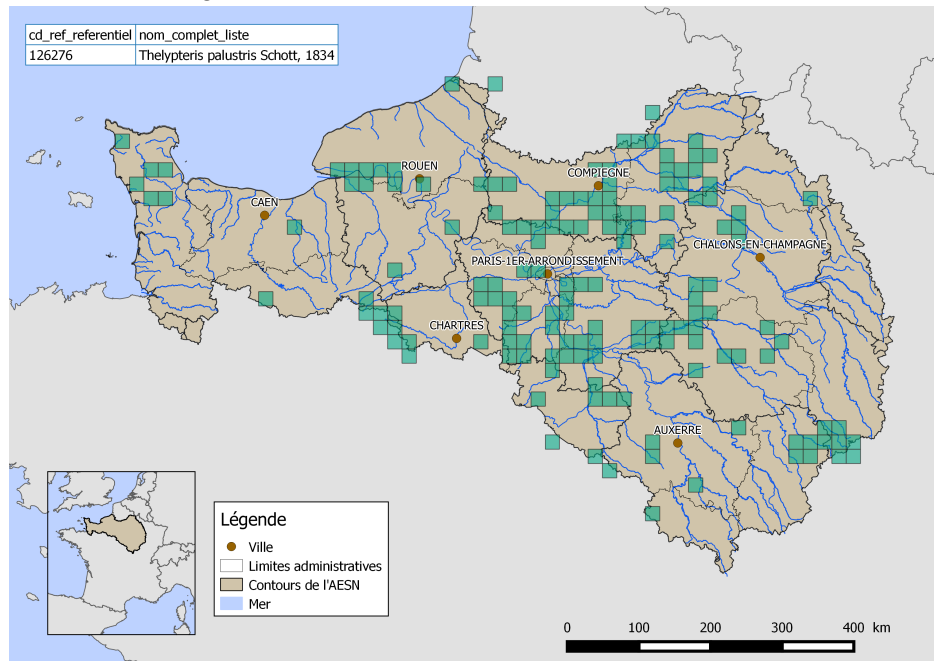 cd_ref_referentiel nom_complet_liste
126276 Thelypteris palustris Schott, 1834
ROUEN
COMPIEGNE
CAEN
CHALONS-EN-CHAMPAGNE
PARIS-1ER-ARRONDISSEMENT
CHARTRES
AUXERRE
Légende
Ville
Limites administratives
Contours de l'AESN
Mer
0 100 200 300 400 km